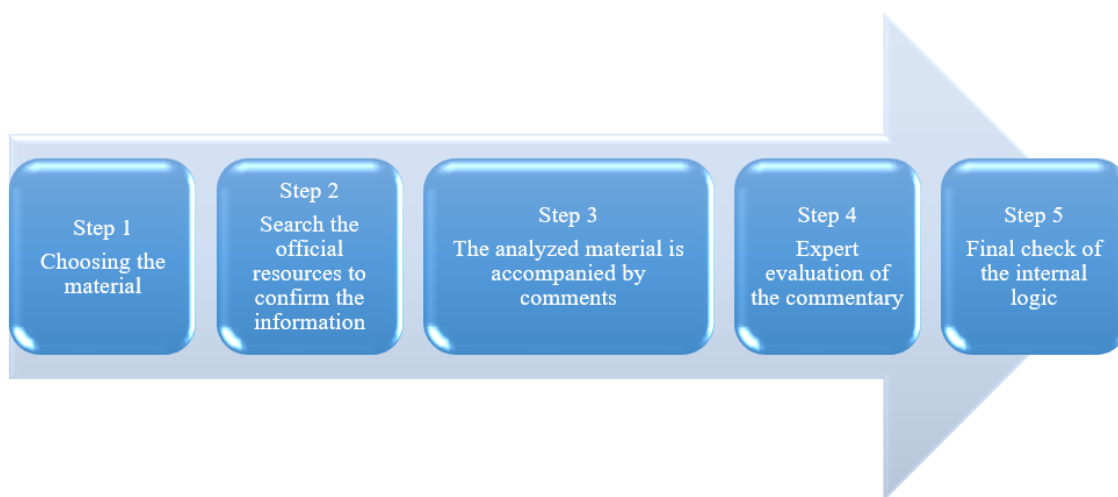 Step 1
Choosing the
material
Step 2
Search the
official
resources to
confirm the
information
Step 3
The analyzed material is
accompanied by
comments
Step 4
Expert
evaluation of
the commentary
Step 5
Final check of
the internal
logic